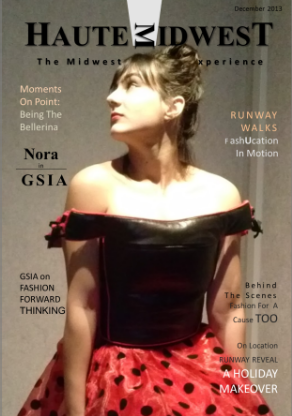 December 2013
HAUTE MIDWEST
The Midwest Experience
Moments
On Point:
Being The
Bellerina
Nora
in
GSIA
RUNWAY
WALKS
FashUcation
In Motion
GSIA on
FASHION
FORWARD
THINKING
Behind
The Scenes
Fashion For A
Cause TOO
On Location
RUNWAY REVEAL
A HOLIDAY
MAKEOVER